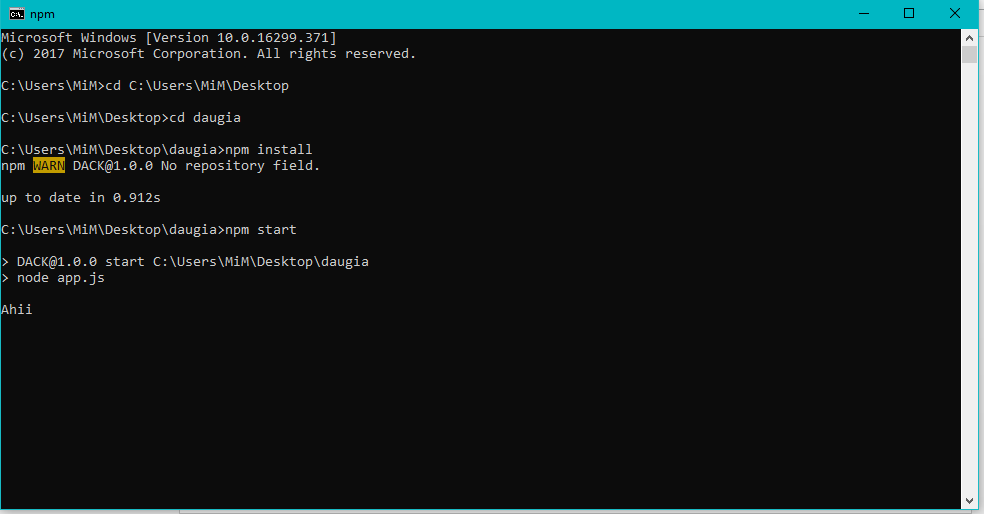 npm
Microsoft Windows [Version 10.0.16299.371]
(c) 2017 Microsoft Corporation. All rights reserved.
C:\Users\MiM>cd C:\Users\MiM\Desktop
C:\Users\MiM\Desktop>cd daugia
C:\Users\MiM\Desktop\daugia>npm install
npm WARN DACK@1.0.0 No repository field.
up to date in 0.912s
C:\Users\MiM\Desktop\daugia>npm start
> DACK@1.0.0 start C:\Users\MiM\Desktop\daugia
> node app.js
Ahii